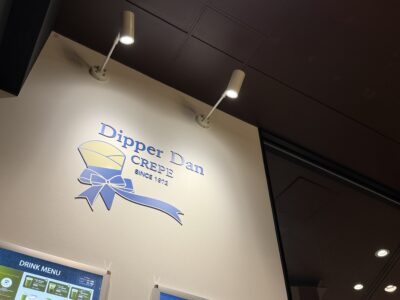 Dipper Dan
CREPE
SINCE 1972
DRINK MENU